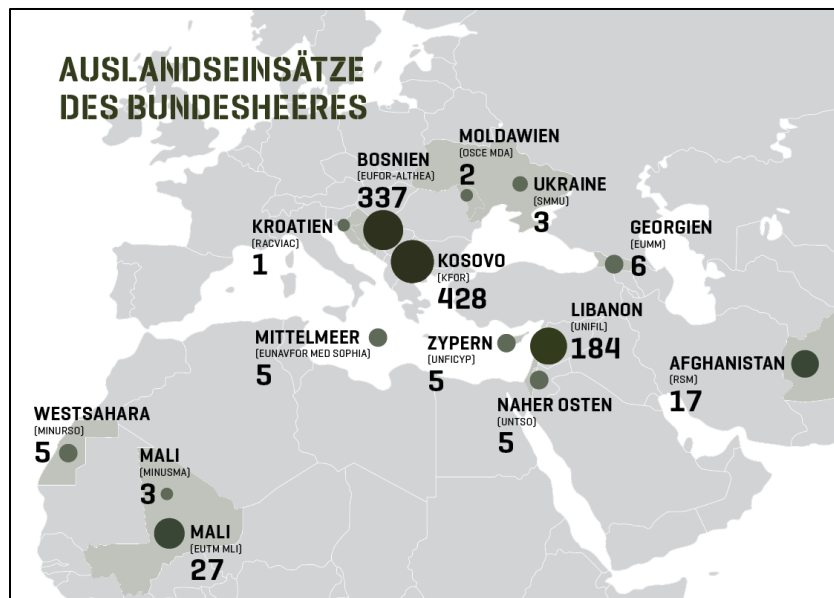 AUSLANDSEINSÄTZE
DES BUNDESHEERES
MOLDAWIEN
(OSCE MDA)
2
BOSNIEN
(EUFOR-ALTHEA)
337
UKRAINE
(SMMU)
3
KROATIEN
(RACVIAC)
1
GEORGIEN
(EUMM)
6
KOSOVO
(KFOR)
428
LIBANON
(UNIFIL)
184
MITTELMEER
(EUNAVFOR MED SOPHIA)
5
ZYPERN
(UNFICYP)
5
AFGHANISTAN
(RSM)
17
NAHER OSTEN
(UNTSO)
5
WESTSAHARA
(MINURSO)
5
MALI
(MINUSMA)
3
MALI
(EUTM MLI)
27